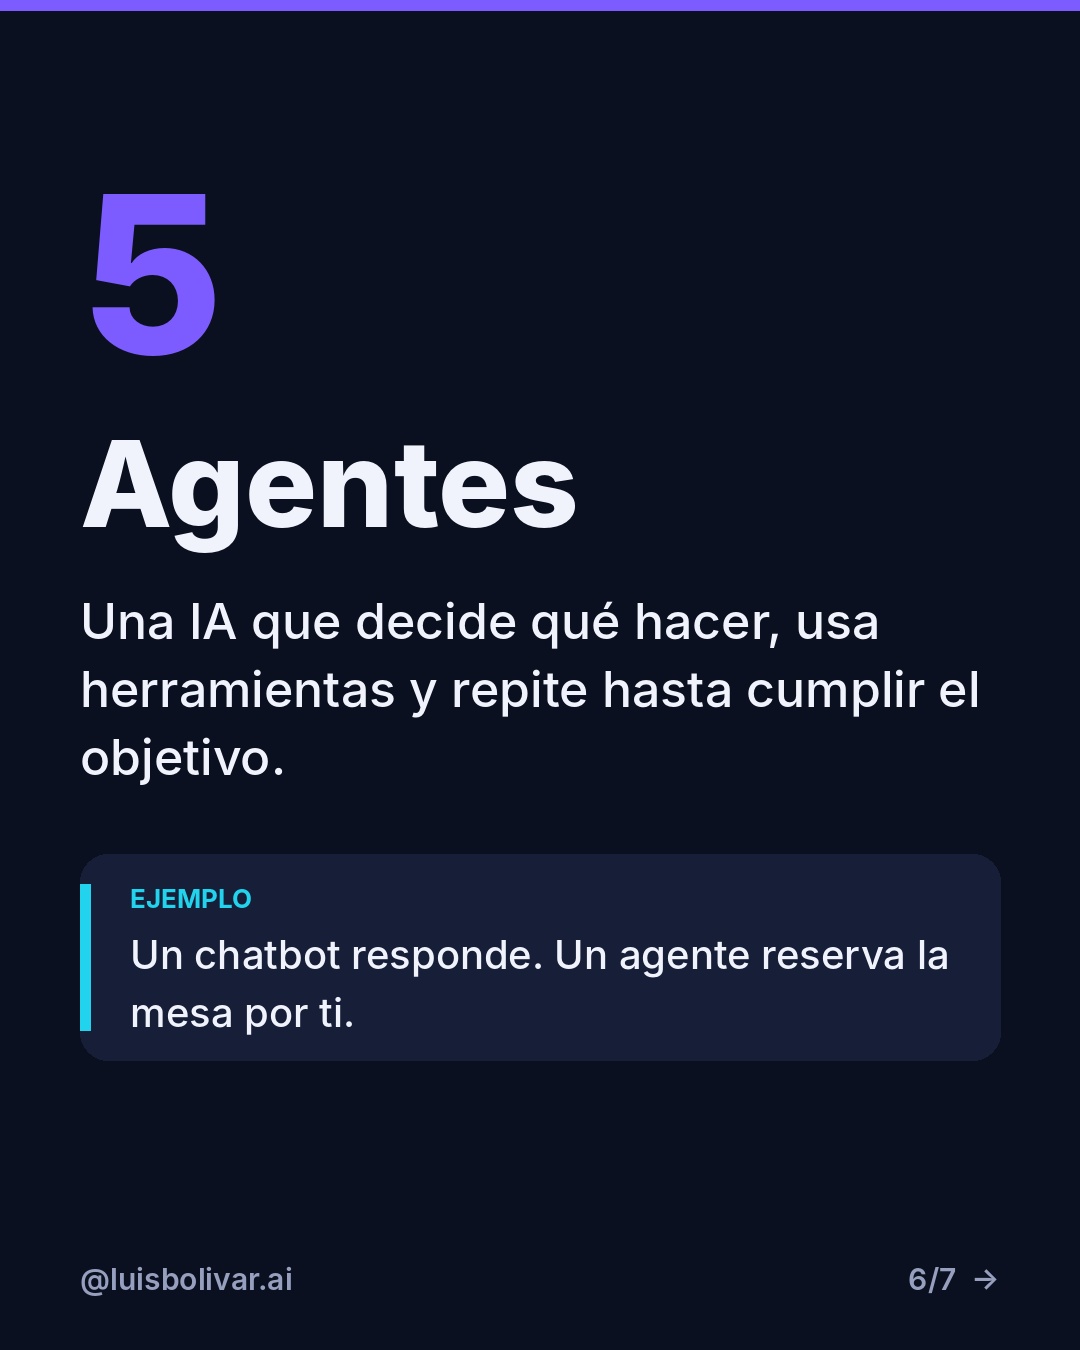 5
Agentes
Una IA que decide qué hacer, usa
herramientas y repite hasta cumplir el
objetivo.
EJEMPLO
Un chatbot responde. Un agente reserva la
mesa por ti.
@luisbolivar.ai
6/7 →